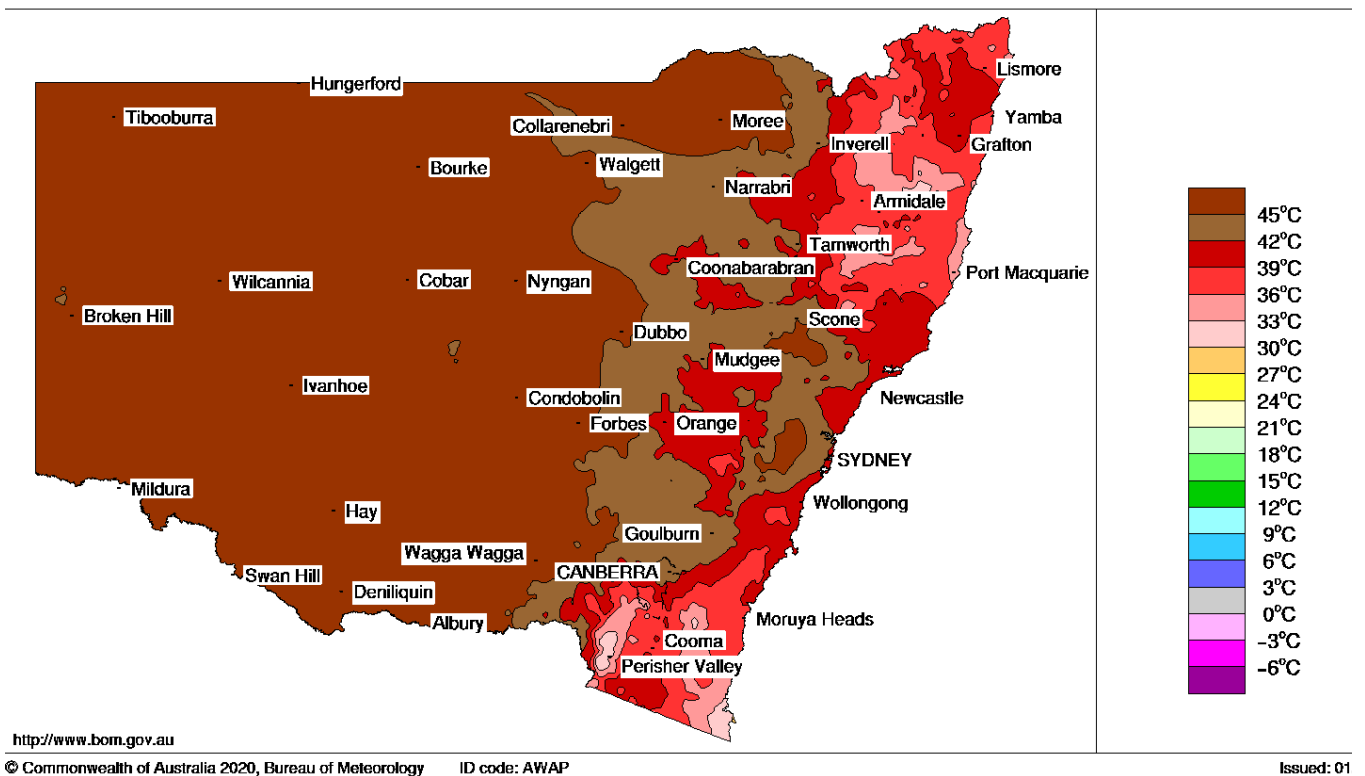 Hungerford
Lismore
Tibooburra
Collarenebri
Moree
Yamba
Inverell
Grafton
Bourke
Walgett
Narrabri
Armidale
Tamworth
Coonabarabran
Port Macquarie
Wilcannia
Cobar
Nyngan
Broken Hill
Scone
Dubbo
Mudgee
Ivanhoe
Condobolin
Newcastle
Forbes
Orange
SYDNEY
Mildura
Wollongong
Hay
Goulburn
Wagga Wagga
CANBERRA
Swan Hill
Deniliquin
Albury
Moruya Heads
Cooma
Perisher Valley
45°C
42°C
39°C
36°C
33°C
30°C
27°C
24°C
21°C
18°C
15°C
12°C
9°C
6°C
3°C
0°C
-3°C
-6°C
http://www.bom.gov.au
© Commonwealth of Australia 2020, Bureau of Meteorology ID code: AWAP Issued: 01